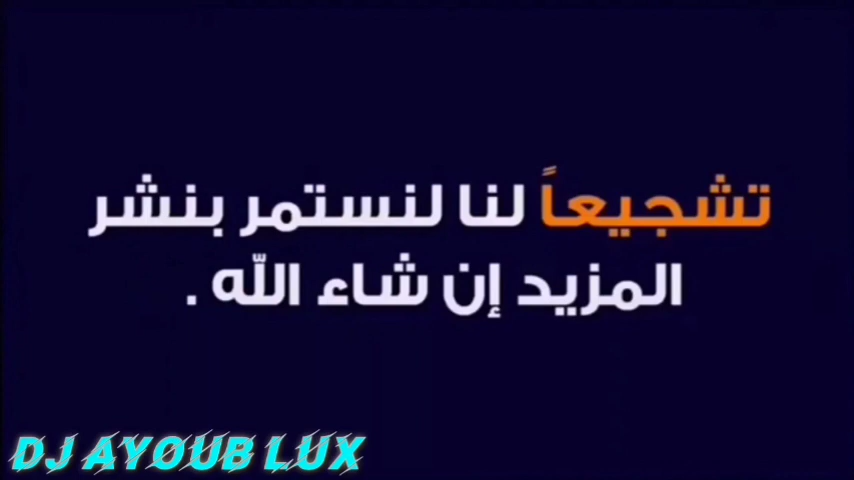 تشجيعاً لنا لنستمر بنشر
المزيد إن شاء الله .
DJ AYOUB LUX